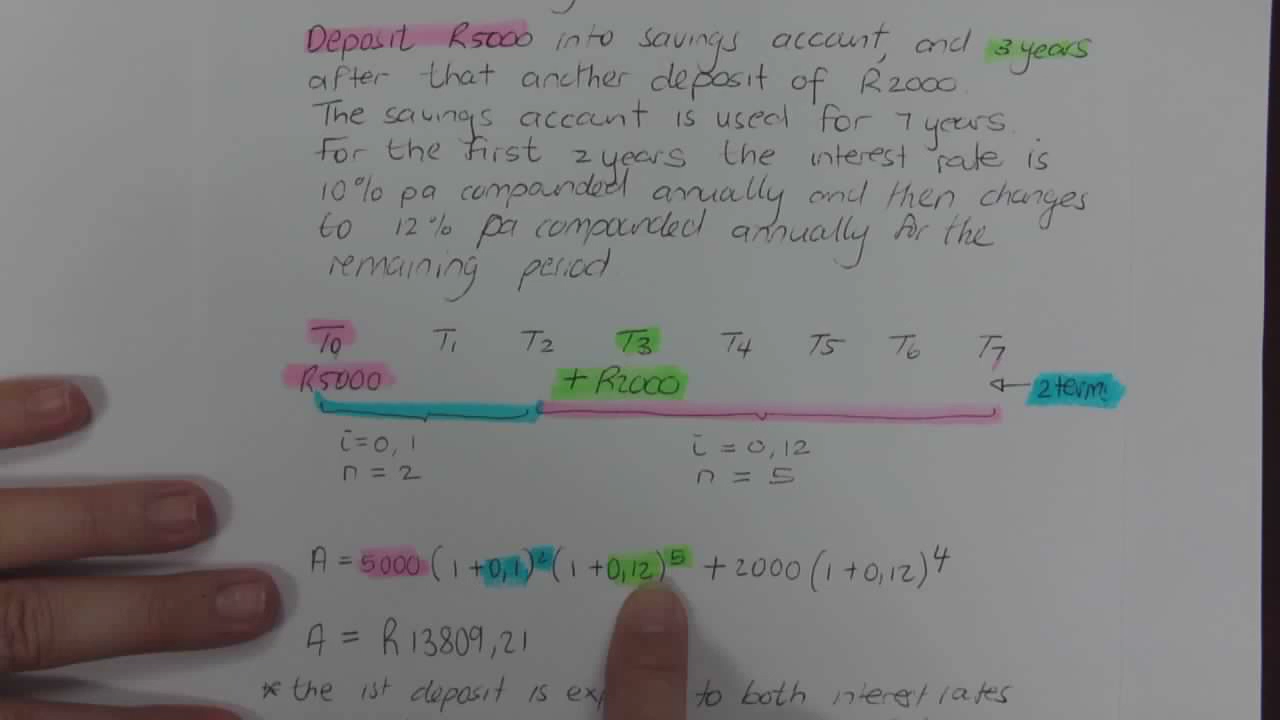 Deposit R5000 into savings account, and 3 years
after that another deposit of R2000.
The savings account is used for 7 years.
For the first 2 years the interest rate is
10% pa compounded annually and then changes
to 12% pa compounded annually for the
remaining period.
T0 T1 T2 T3 T4 T5 T6 T7
R5000 + R2000 ← 2 term
i=0,1 i = 0,12
n = 2 n = 5
A = 5000(1+0,1)²(1+0,12)⁵ + 2000(1+0,12)⁴
A = R13809,21
* the 1st deposit is to both interest rates